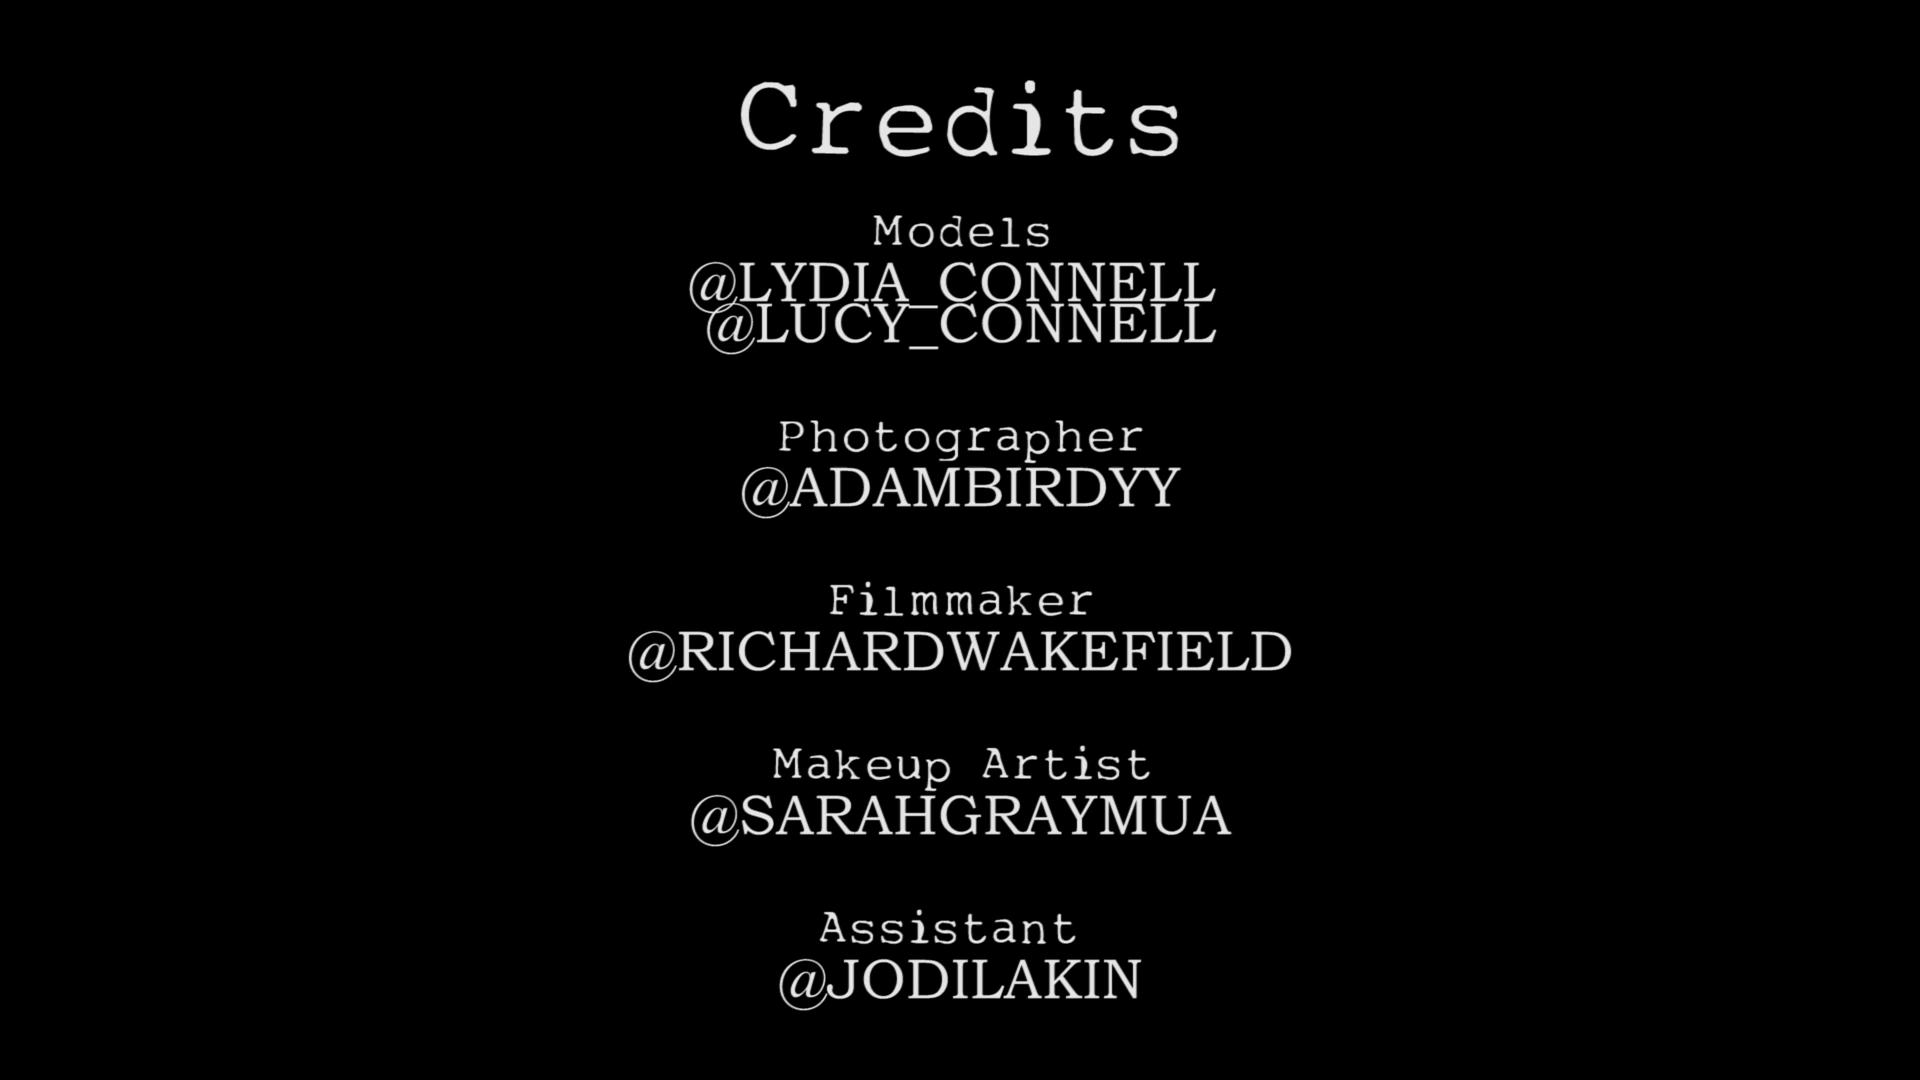 Credits
Models
@LYDIA_CONNELL
@LUCY_CONNELL
Photographer
@ADAMBIRDYY
Filmmaker
@RICHARDWAKEFIELD
Makeup Artist
@SARAHGRAYMUA
Assistant
@JODILAKIN